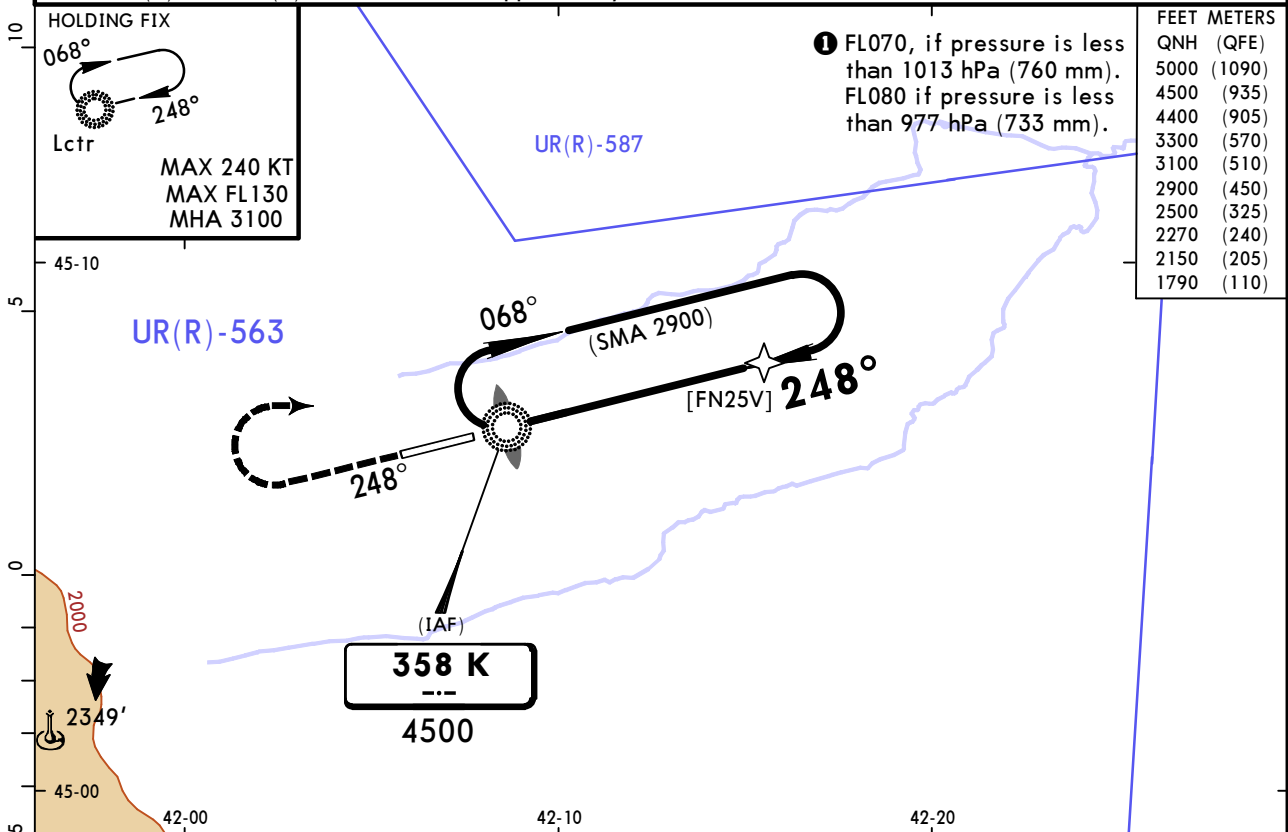 HOLDING FIX
068°
248°
Lctr
MAX 240 KT
MAX FL130
MHA 3100
❶ FL070, if pressure is less
than 1013 hPa (760 mm).
FL080 if pressure is less
than 977 hPa (733 mm).
FEET METERS
QNH (QFE)
5000 (1090)
4500 (935)
4400 (905)
3300 (570)
3100 (510)
2900 (450)
2500 (325)
2270 (240)
2150 (205)
1790 (110)
10
5
0
5
UR(R)-587
45-10
UR(R)-563
068°
(SMA 2900)
[FN25V]
248°
248°
(IAF)
358 K
4500
2000
2349'
45-00
42-00
42-10
42-20